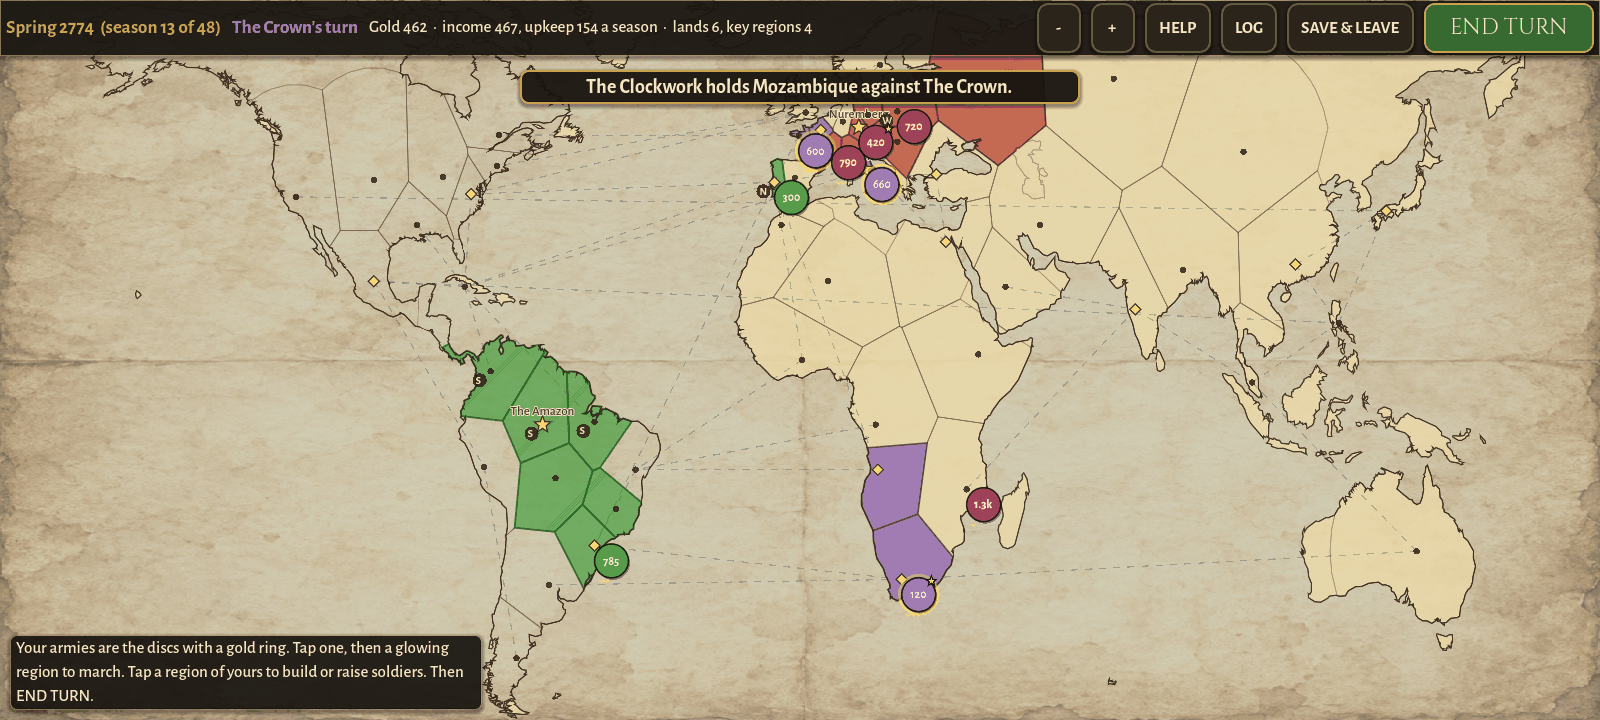 Spring 2774 (season 13 of 48) The Crown's turn Gold 462 · income 467, upkeep 154 a season · lands 6, key regions 4
- + HELP LOG SAVE & LEAVE END TURN
The Clockwork holds Mozambique against The Crown.
Nuremberg
W
720
420
600
790
660
N
300
S
The Amazon
S
S
1.3k
785
120
Your armies are the discs with a gold ring. Tap one, then a glowing
region to march. Tap a region of yours to build or raise soldiers. Then
END TURN.